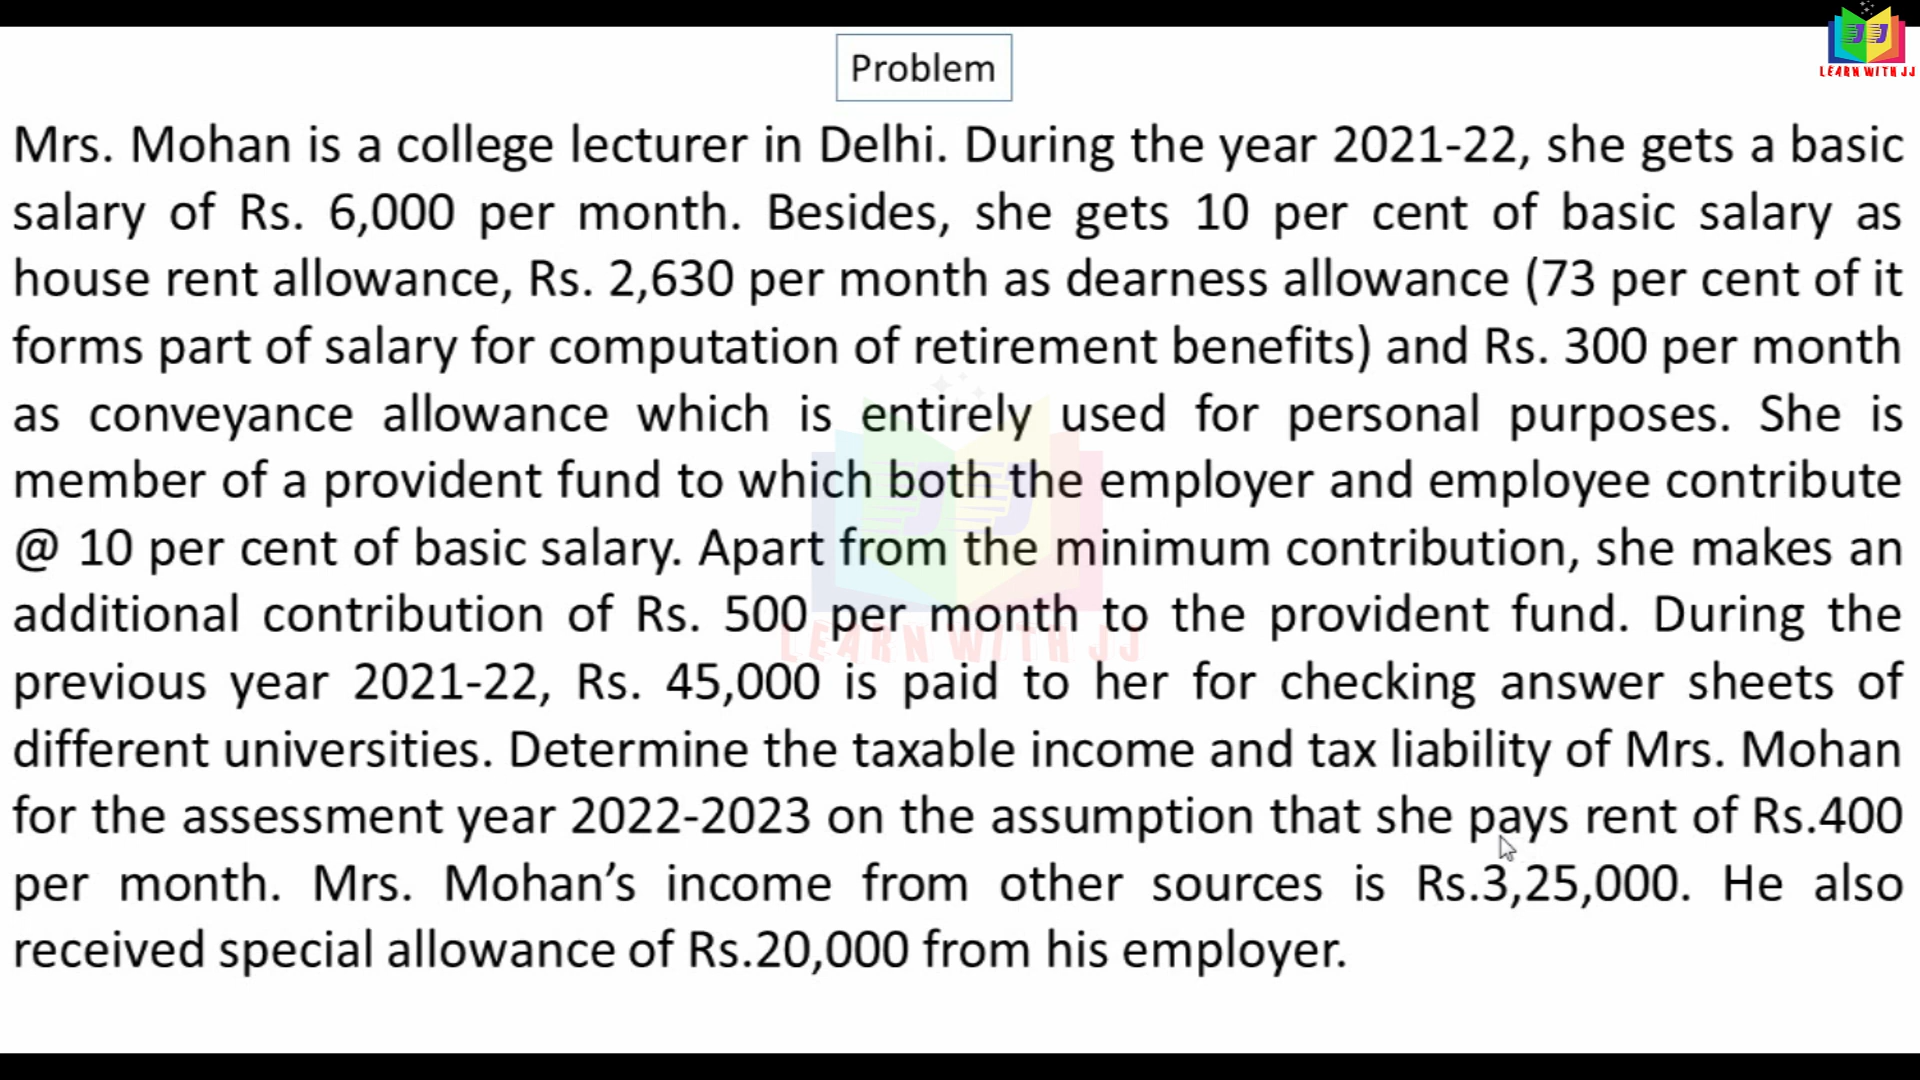 Problem
LEARN WITH JJ
Mrs. Mohan is a college lecturer in Delhi. During the year 2021-22, she gets a basic
salary of Rs. 6,000 per month. Besides, she gets 10 per cent of basic salary as
house rent allowance, Rs. 2,630 per month as dearness allowance (73 per cent of it
forms part of salary for computation of retirement benefits) and Rs. 300 per month
as conveyance allowance which is entirely used for personal purposes. She is
member of a provident fund to which both the employer and employee contribute
@ 10 per cent of basic salary. Apart from the minimum contribution, she makes an
additional contribution of Rs. 500 per month to the provident fund. During the
LEARN WITH JJ
previous year 2021-22, Rs. 45,000 is paid to her for checking answer sheets of
different universities. Determine the taxable income and tax liability of Mrs. Mohan
for the assessment year 2022-2023 on the assumption that she pays rent of Rs.400
per month. Mrs. Mohan’s income from other sources is Rs.3,25,000. He also
received special allowance of Rs.20,000 from his employer.